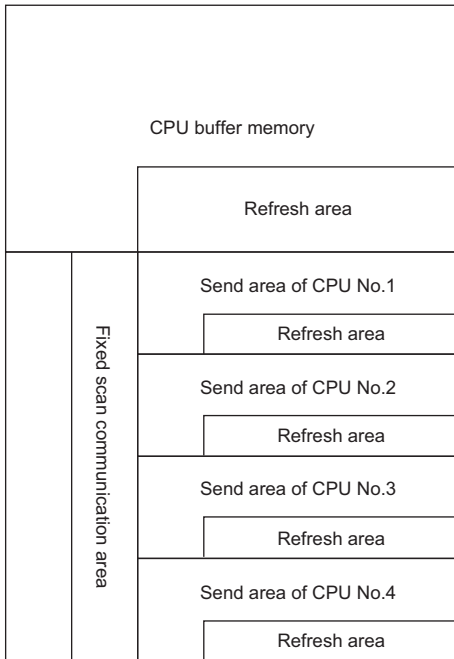 CPU buffer memory
Refresh area
Fixed scan communication area
Send area of CPU No.1
Refresh area
Send area of CPU No.2
Refresh area
Send area of CPU No.3
Refresh area
Send area of CPU No.4
Refresh area